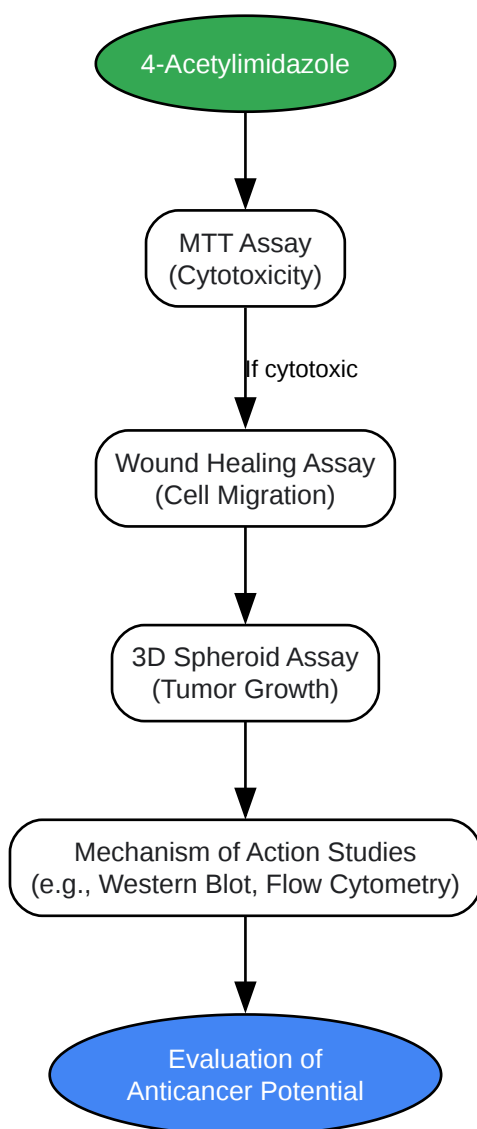 4-Acetylimidazole
MTT Assay
(Cytotoxicity)
If cytotoxic
Wound Healing Assay
(Cell Migration)
3D Spheroid Assay
(Tumor Growth)
Mechanism of Action Studies
(e.g., Western Blot, Flow Cytometry)
Evaluation of
Anticancer Potential